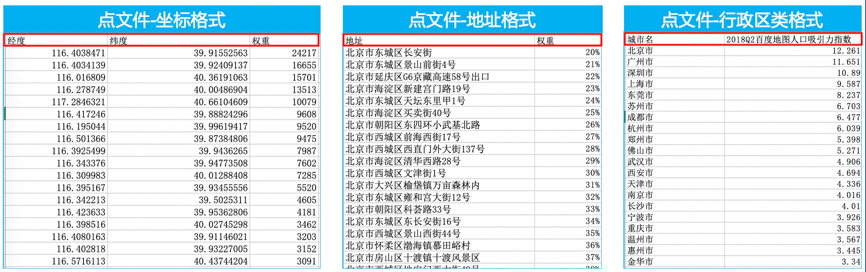 点文件-坐标格式
经度 纬度 权重
116.4038471 39.91552563 24217
116.4034139 39.92409137 16655
116.016809 40.36191063 15701
116.278749 40.00486904 13513
117.2846321 40.66104609 10079
116.417246 39.88824296 9608
116.195044 39.99619417 9520
116.501366 39.87384806 9475
116.3925499 39.9436265 7987
116.343376 39.94773508 7602
116.309983 40.01288408 7285
116.395167 39.93455556 5520
116.342213 39.5025311 4605
116.423633 39.95362806 4181
116.398516 40.02745298 3462
116.4080163 39.91146021 3203
116.402818 39.93227005 3152
116.5716113 40.43744204 3091
点文件-地址格式
地址 权重
北京市东城区长安街 20%
北京市东城区景山前街4号 21%
北京市延庆区G6京藏高速58号出口 22%
北京市海淀区新建宫门路19号 23%
北京市东城区天坛东里甲1号 24%
北京市海淀区买卖街40号 25%
北京市朝阳区东四环小武基北路 26%
北京市西城区前海西街17号 27%
北京市西城区西直门外大街137号 28%
北京市海淀区清华西路28号 29%
北京市西城区文津街1号 30%
北京市大兴区榆垡镇万亩森林内 31%
北京市东城区雍和宫大街12号 32%
北京市朝阳区科荟路33号 33%
北京市东城区东长安街16号 34%
北京市西城区景山西街44号 35%
北京市怀柔区渤海镇慕田峪村 36%
北京市房山区十渡镇十渡风景区 37%
点文件-行政区类格式
城市名 2018Q2百度地图人口吸引力指数
北京市 12.261
广州市 11.651
深圳市 10.89
上海市 9.587
东莞市 8.237
苏州市 6.703
成都市 6.477
杭州市 6.039
郑州市 5.398
佛山市 5.271
武汉市 4.906
西安市 4.694
天津市 4.336
南京市 4.016
长沙市 4.01
宁波市 3.926
重庆市 3.583
温州市 3.567
惠州市 3.445
金华市 3.34